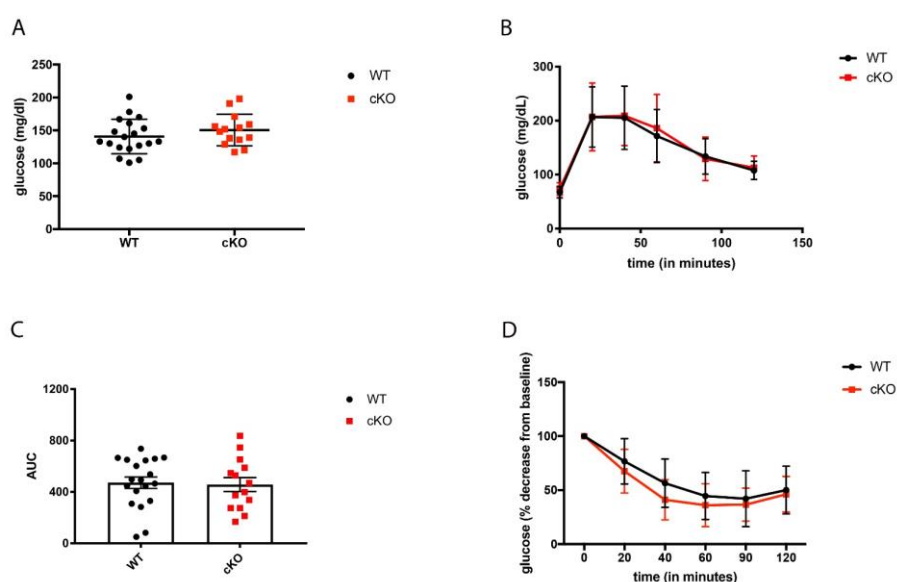 A
glucose (mg/dl)
250
200
150
100
50
0
WT
cKO
WT
cKO
B
glucose (mg/dL)
300
200
100
0
0
50
100
150
time (in minutes)
WT
cKO
C
AUC
1200
800
400
0
WT
cKO
WT
cKO
D
glucose (% decrease from baseline)
150
100
50
0
0
20
40
60
90
120
time (in minutes)
WT
cKO